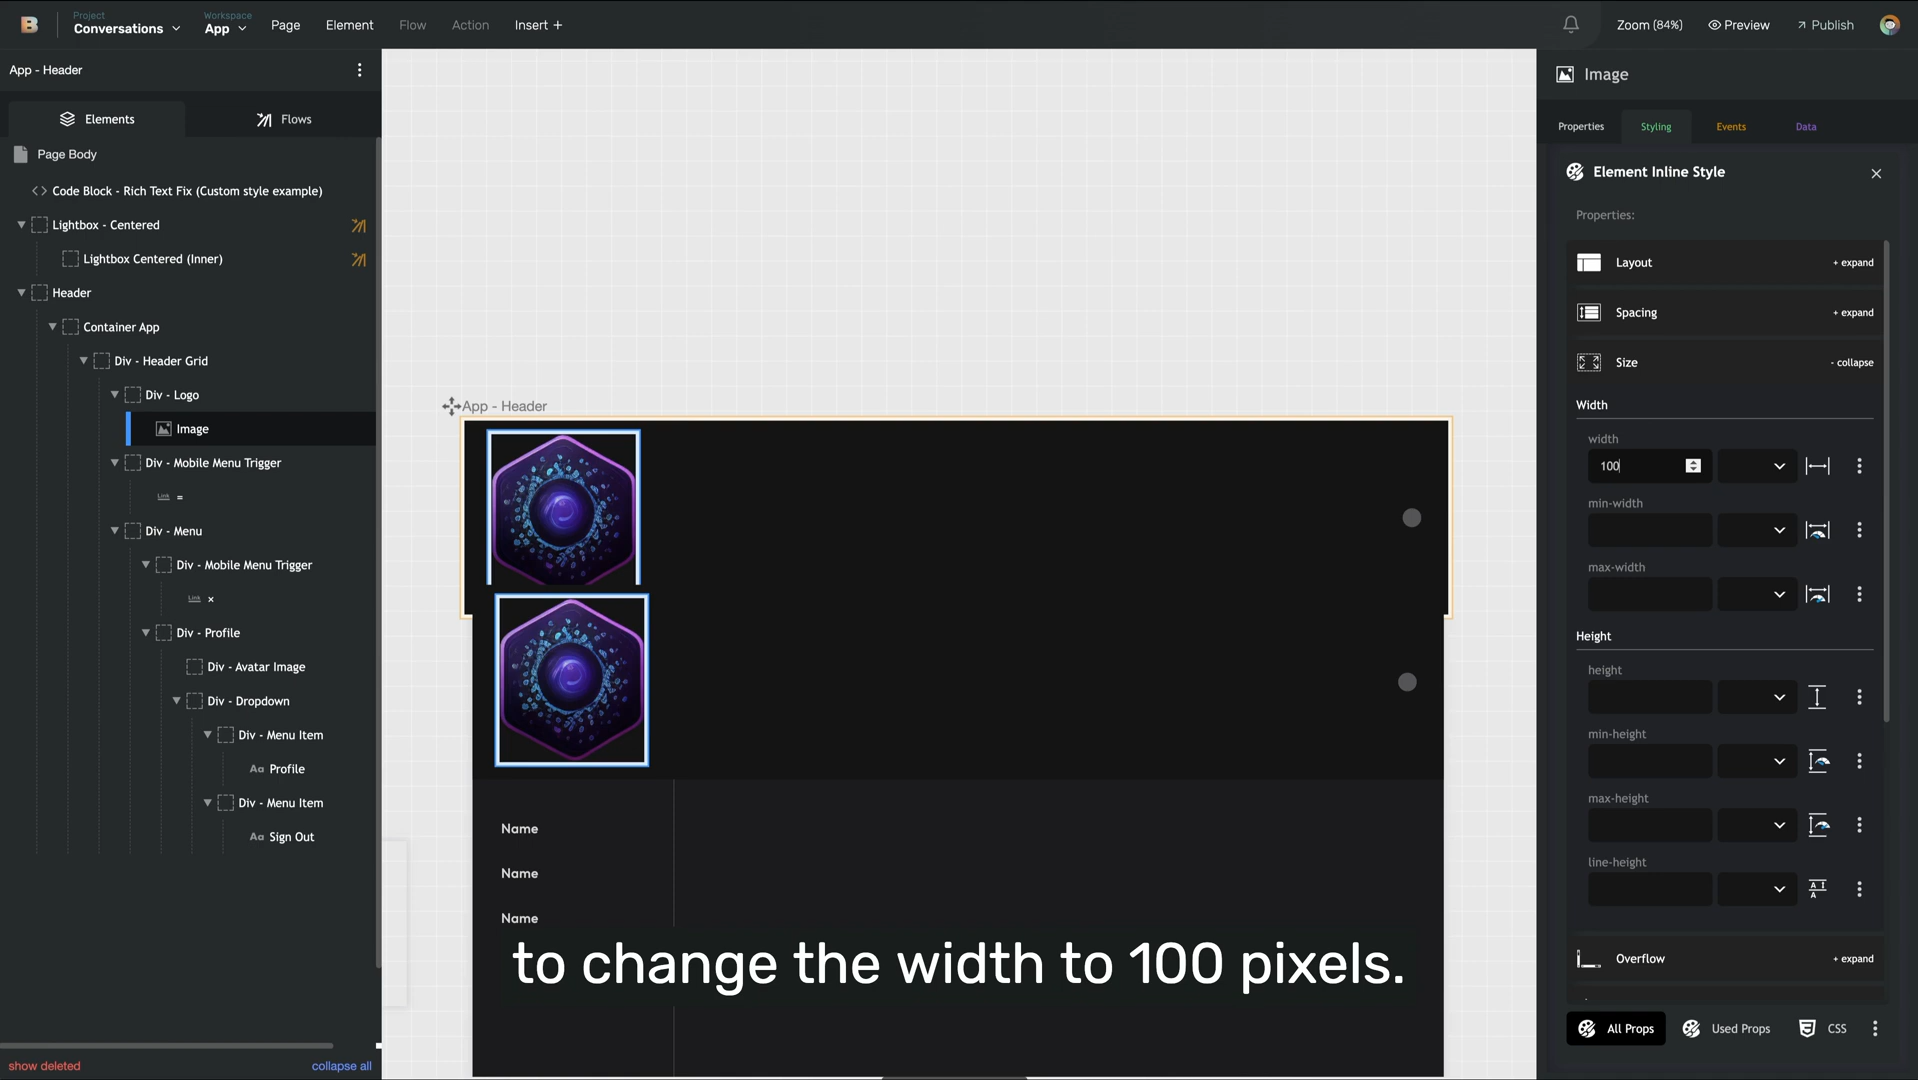 B
Project
Conversations
Workspace
App
Page
Element
Flow
Action
Insert +
Zoom (84%)
Preview
Publish
App - Header
Elements
Flows
Page Body
Code Block - Rich Text Fix (Custom style example)
Lightbox - Centered
Lightbox Centered (Inner)
Header
Container App
Div - Header Grid
Div - Logo
Image
Div - Mobile Menu Trigger
Link =
Div - Menu
Div - Mobile Menu Trigger
Link ×
Div - Profile
Div - Avatar Image
Div - Dropdown
Div - Menu Item
Aa Profile
Div - Menu Item
Aa Sign Out
show deleted
collapse all
App - Header
Name
Name
Name
to change the width to 100 pixels.
Image
Properties
Styling
Events
Data
Element Inline Style
Properties:
Layout
+ expand
Spacing
+ expand
Size
- collapse
Width
width
100
min-width
max-width
Height
height
min-height
max-height
line-height
Overflow
+ expand
All Props
Used Props
CSS